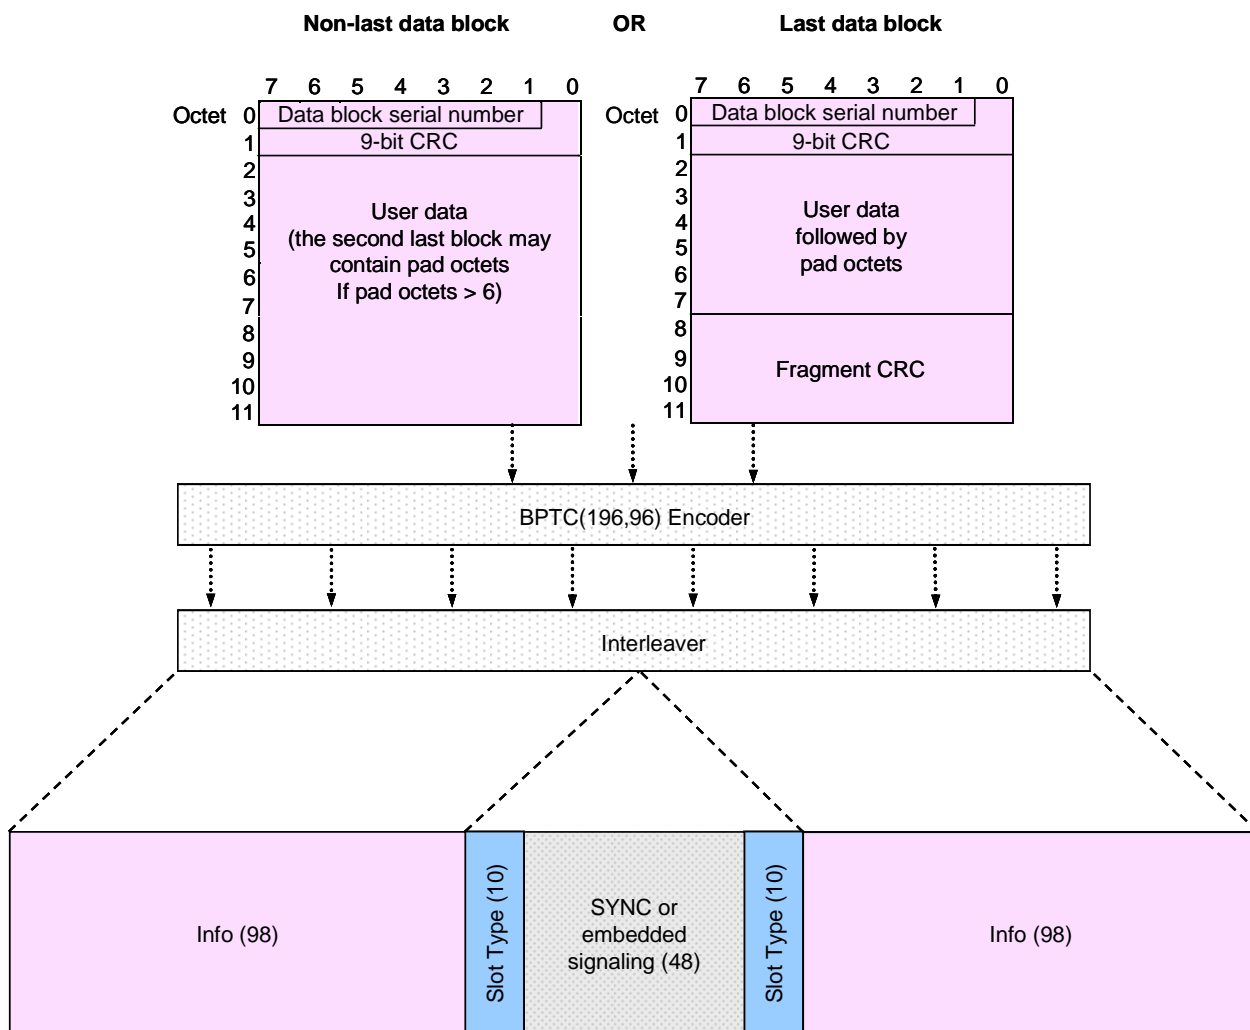 Non-last data block OR Last data block
7 6 5 4 3 2 1 0
7 6 5 4 3 2 1 0
Octet 0 Data block serial number
1 9-bit CRC
2
3
4
5
6
7
8
9
10
11
User data
(the second last block may
contain pad octets
If pad octets > 6)
Octet 0 Data block serial number
1 9-bit CRC
2
3
4
5
6
7
8
9
10
11
User data
followed by
pad octets
Fragment CRC
BPTC(196,96) Encoder
Interleaver
Info (98)
Slot Type (10)
SYNC or
embedded
signaling (48)
Slot Type (10)
Info (98)